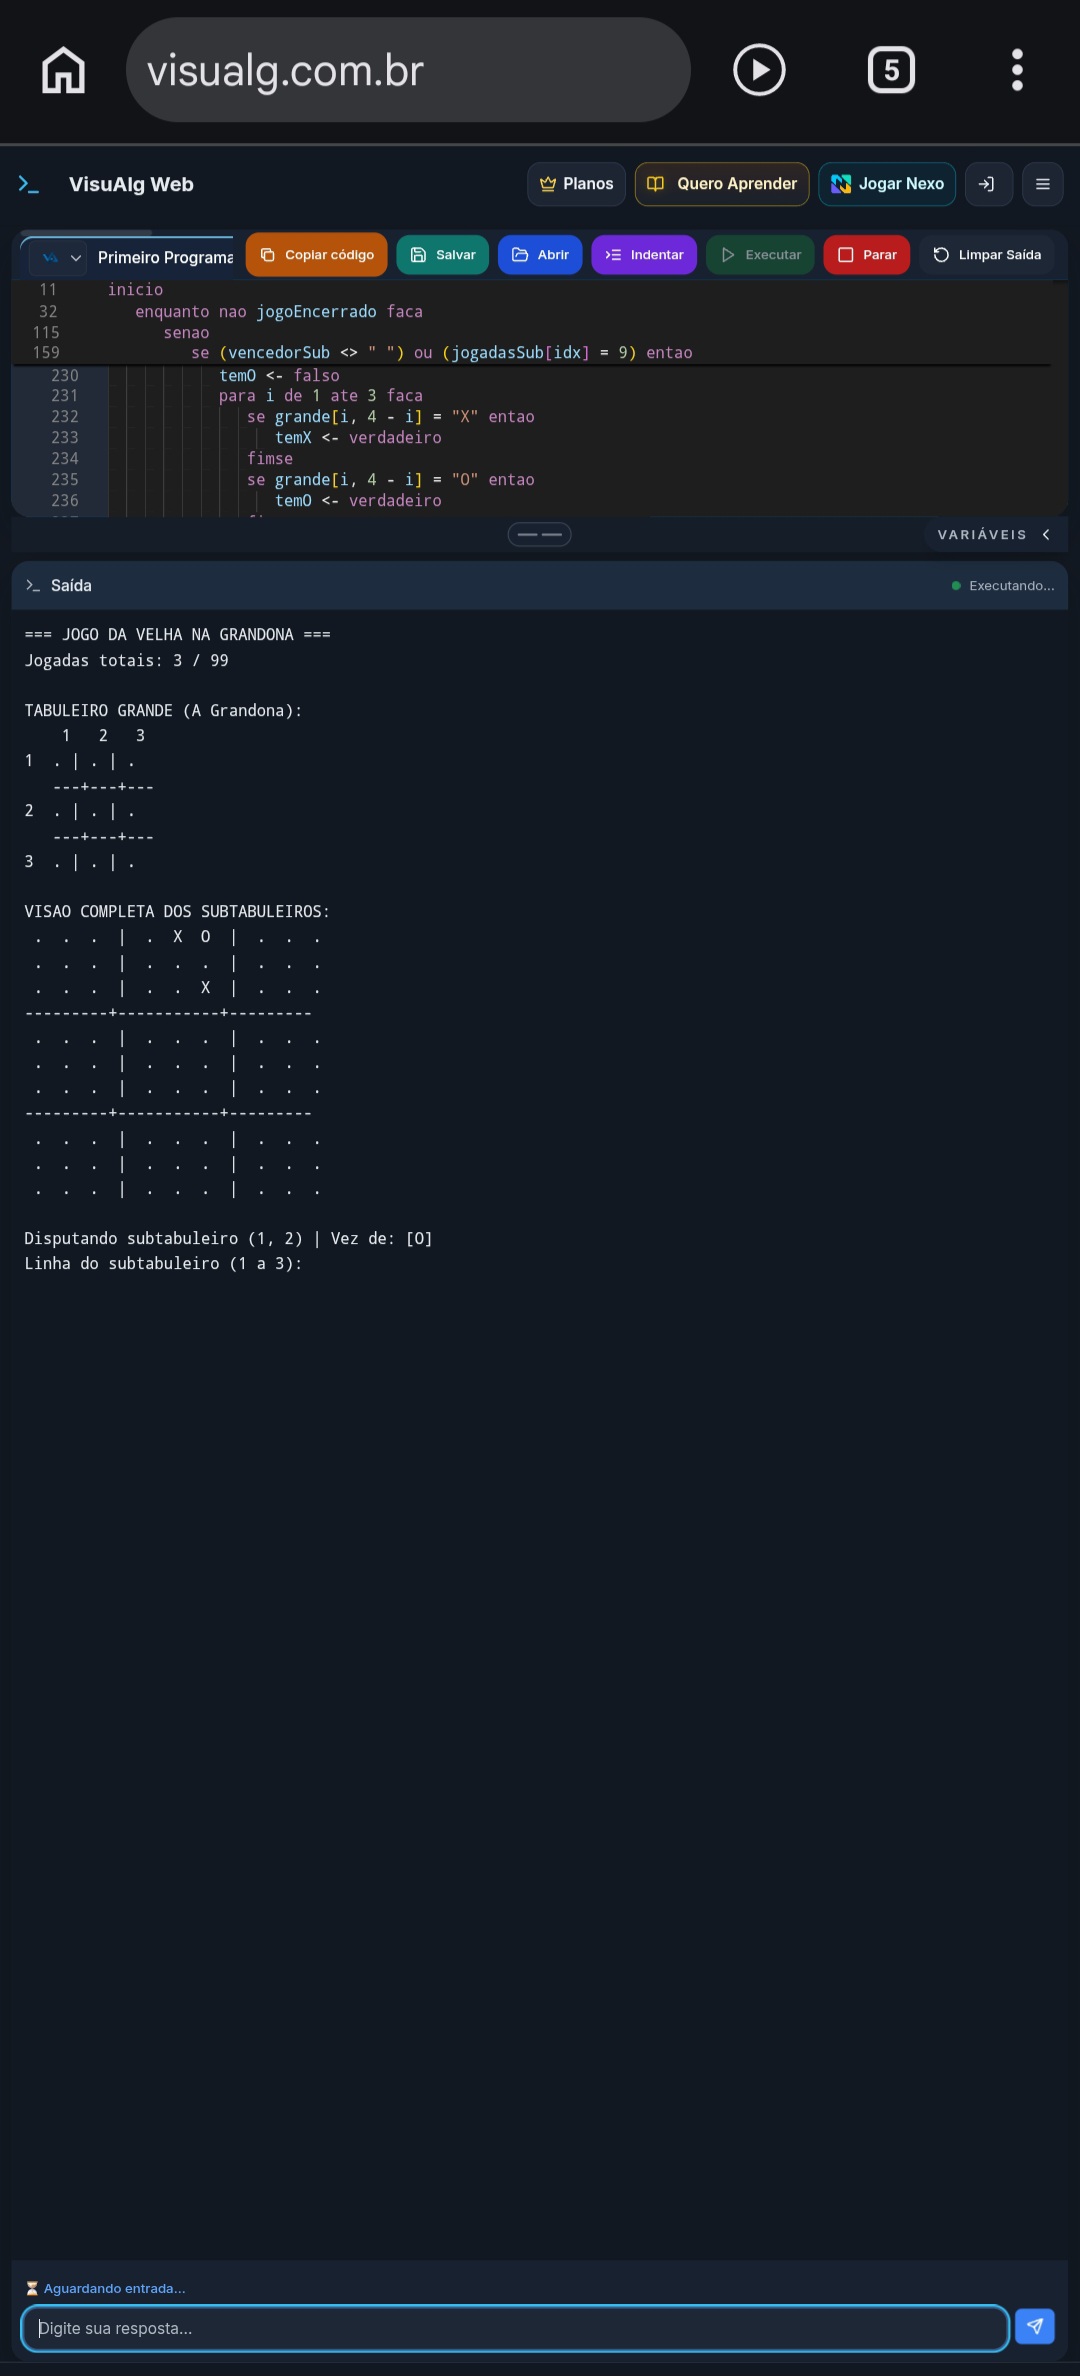 visualg.com.br
5
VisuAlg Web
Planos
Quero Aprender
Jogar Nexo
Primeiro Programa
Copiar código
Salvar
Abrir
Indentar
Executar
Parar
Limpar Saída
11 inicio
32 enquanto nao jogoEncerrado faca
115 senao
159 se (vencedorSub <> " ") ou (jogadasSub[idx] = 9) entao
230 temO <- falso
231 para i de 1 ate 3 faca
232 se grande[i, 4 - i] = "X" entao
233 temX <- verdadeiro
234 fimse
235 se grande[i, 4 - i] = "O" entao
236 temO <- verdadeiro
VARIÁVEIS
>_ Saída
Executando...
=== JOGO DA VELHA NA GRANDONA ===
Jogadas totais: 3 / 99
TABULEIRO GRANDE (A Grandona):
1 2 3
1 . | . | .
---+---+---
2 . | . | .
---+---+---
3 . | . | .
VISAO COMPLETA DOS SUBTABULEIROS:
. . . | . X O | . . .
. . . | . . . | . . .
. . . | . . X | . . .
---------+-----------+---------
. . . | . . . | . . .
. . . | . . . | . . .
. . . | . . . | . . .
---------+-----------+---------
. . . | . . . | . . .
. . . | . . . | . . .
. . . | . . . | . . .
Disputando subtabuleiro (1, 2) | Vez de: [O]
Linha do subtabuleiro (1 a 3):
⏳ Aguardando entrada...
Digite sua resposta...